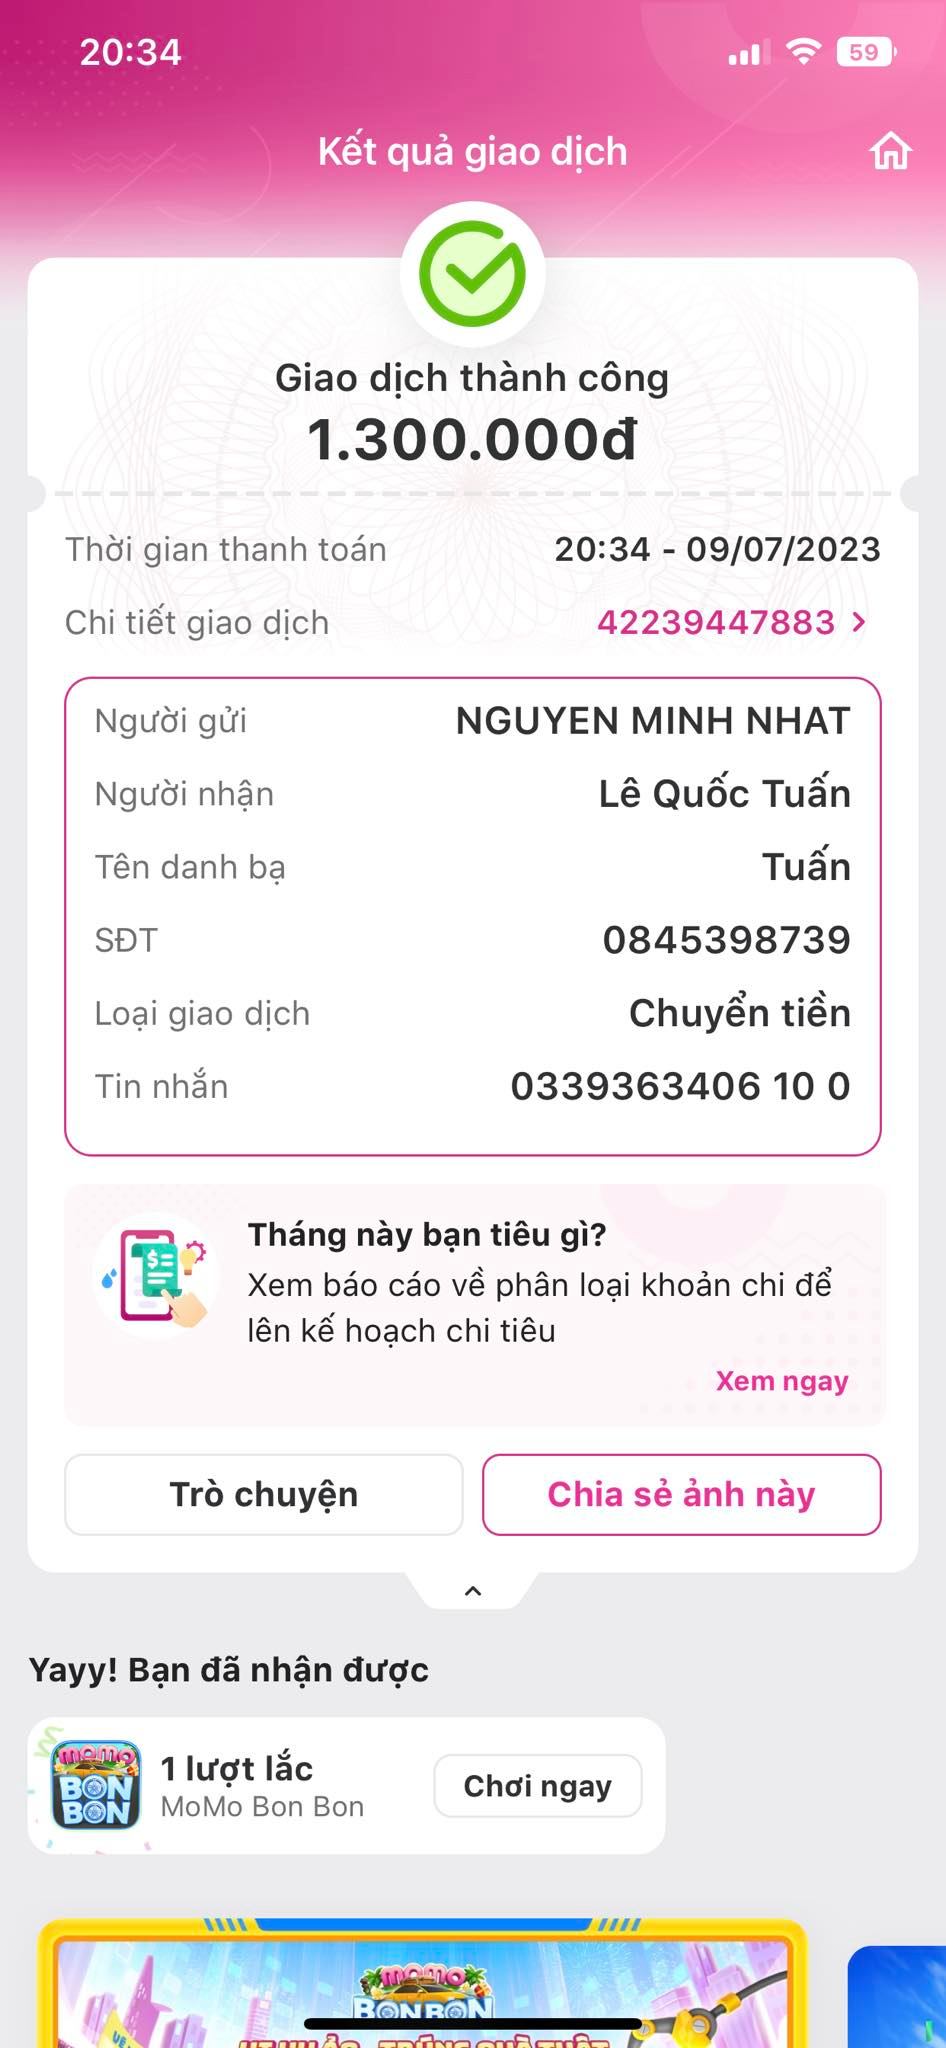 20:34
59
Kết quả giao dịch
Giao dịch thành công
1.300.000đ
Thời gian thanh toán 20:34 - 09/07/2023
Chi tiết giao dịch 42239447883 >
Người gửi NGUYEN MINH NHAT
Người nhận Lê Quốc Tuấn
Tên danh bạ Tuấn
SĐT 0845398739
Loại giao dịch Chuyển tiền
Tin nhắn 0339363406 10 0
Tháng này bạn tiêu gì?
Xem báo cáo về phân loại khoản chi để
lên kế hoạch chi tiêu
Xem ngay
Trò chuyện
Chia sẻ ảnh này
Yayy! Bạn đã nhận được
MOMO
BON
BON
1 lượt lắc
MoMo Bon Bon
Chơi ngay
MOMO
BON BON